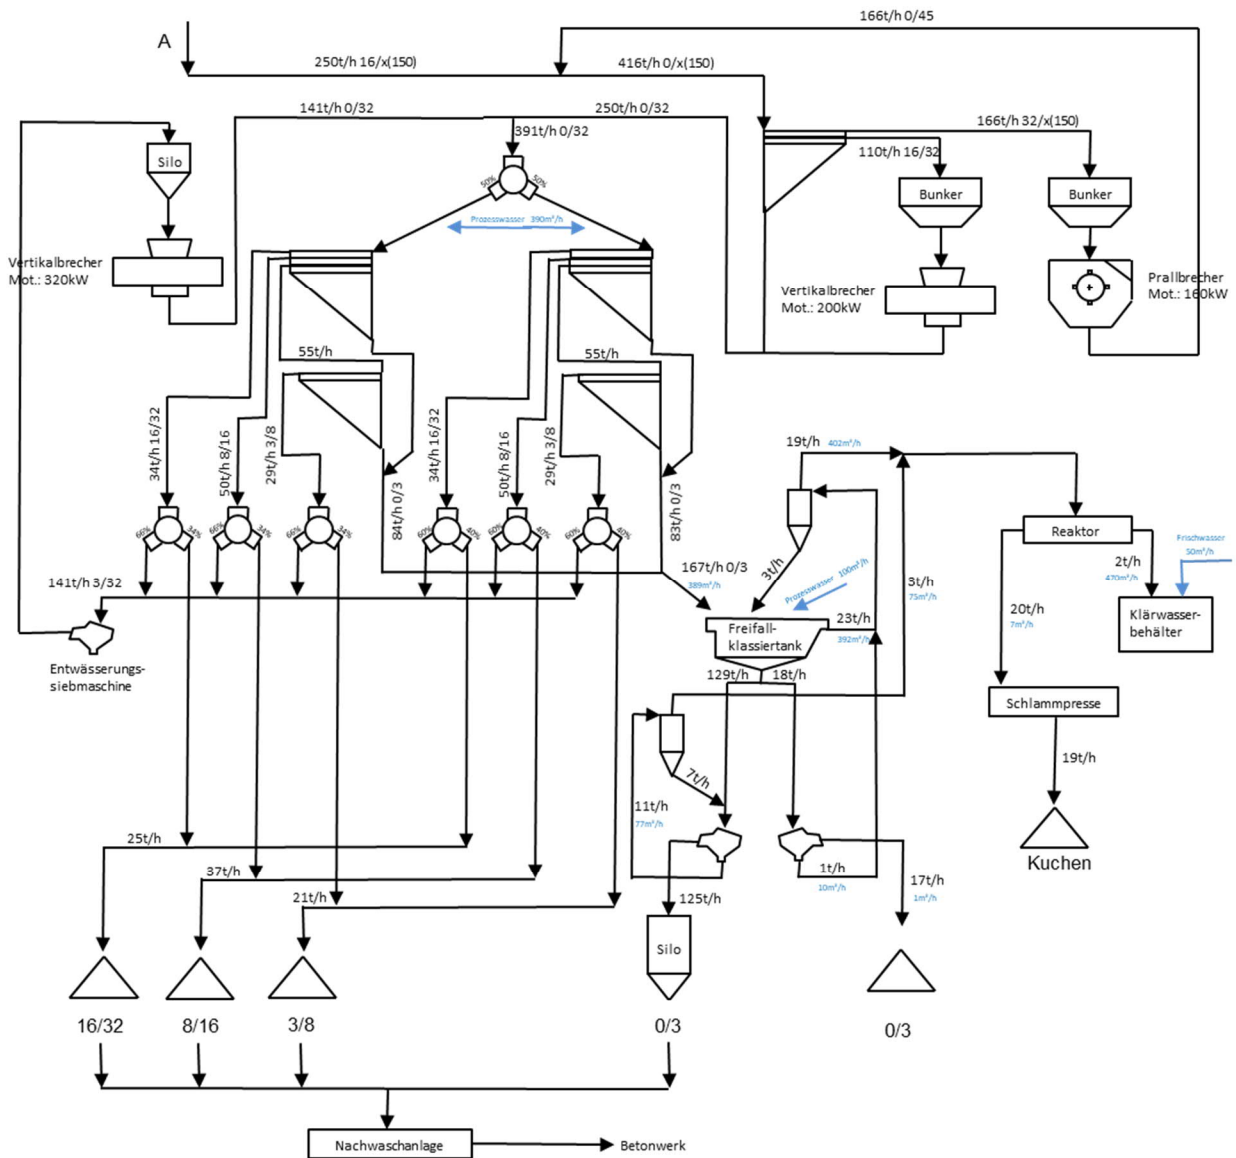 166t/h 0/45
A
250t/h 16/x(150)
416t/h 0/x(150)
141t/h 0/32
250t/h 0/32
391t/h 0/32
166t/h 32/x(150)
110t/h 16/32
Silo
50%
50%
Bunker
Bunker
Prozesswasser 390m³/h
Vertikalbrecher
Mot.: 320kW
Vertikalbrecher
Mot.: 200kW
Prallbrecher
Mot.: 160kW
55t/h
55t/h
34t/h 16/32
50t/h 8/16
29t/h 3/8
34t/h 16/32
50t/h 8/16
29t/h 3/8
84t/h 0/3
83t/h 0/3
19t/h
402m³/h
66%
34%
66%
34%
66%
34%
60%
40%
60%
40%
60%
40%
Reaktor
Frischwasser
50m³/h
2t/h
470m³/h
141t/h 3/32
167t/h 0/3
389m³/h
3t/h
Prozesswasser 100m³/h
3t/h
75m³/h
20t/h
7m³/h
Klärwasser-
behälter
Freifall-
klassiertank
23t/h
392m³/h
Entwässerungs-
siebmaschine
129t/h
18t/h
Schlammpresse
7t/h
19t/h
11t/h
77m³/h
25t/h
37t/h
21t/h
1t/h
10m³/h
17t/h
1m³/h
Kuchen
125t/h
Silo
16/32
8/16
3/8
0/3
0/3
Nachwaschanlage
Betonwerk